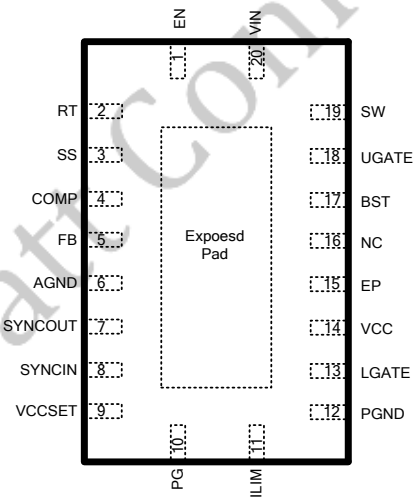 EN
VIN
1
20
RT 2
19 SW
SS 3
18 UGATE
COMP 4
17 BST
FB 5
16 NC
Expoesd
Pad
AGND 6
15 EP
SYNCOUT 7
14 VCC
SYNCIN 8
13 LGATE
VCCSET 9
12 PGND
10
11
PG
ILIM